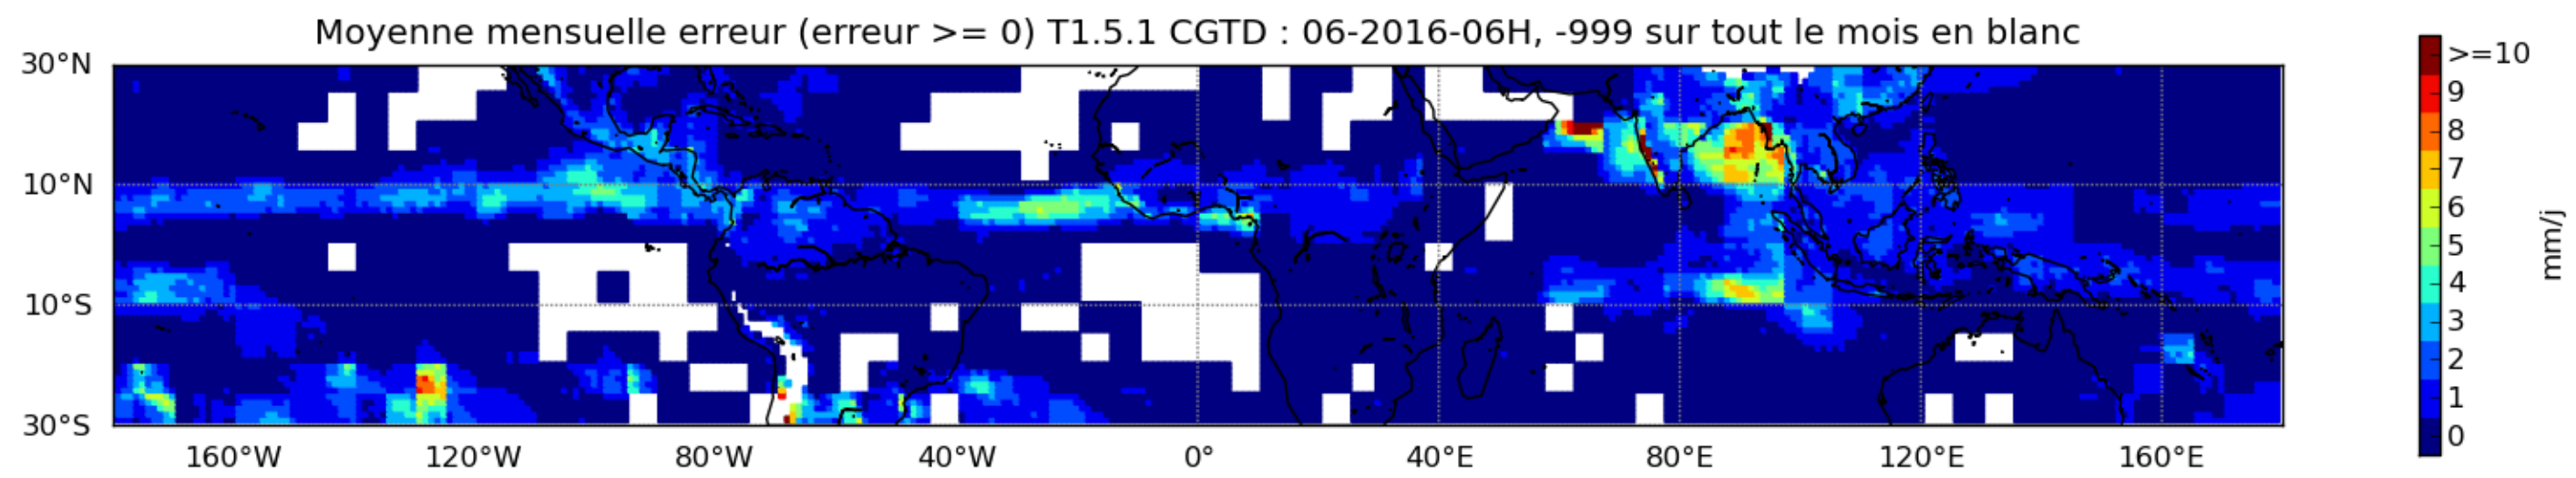 Moyenne mensuelle erreur (erreur >= 0) T1.5.1 CGTD : 06-2016-06H, -999 sur tout le mois en blanc
30°N
10°N
10°S
30°S
160°W 120°W 80°W 40°W 0° 40°E 80°E 120°E 160°E
>=10
9
8
7
6
5
4
3
2
1
0
mm/j